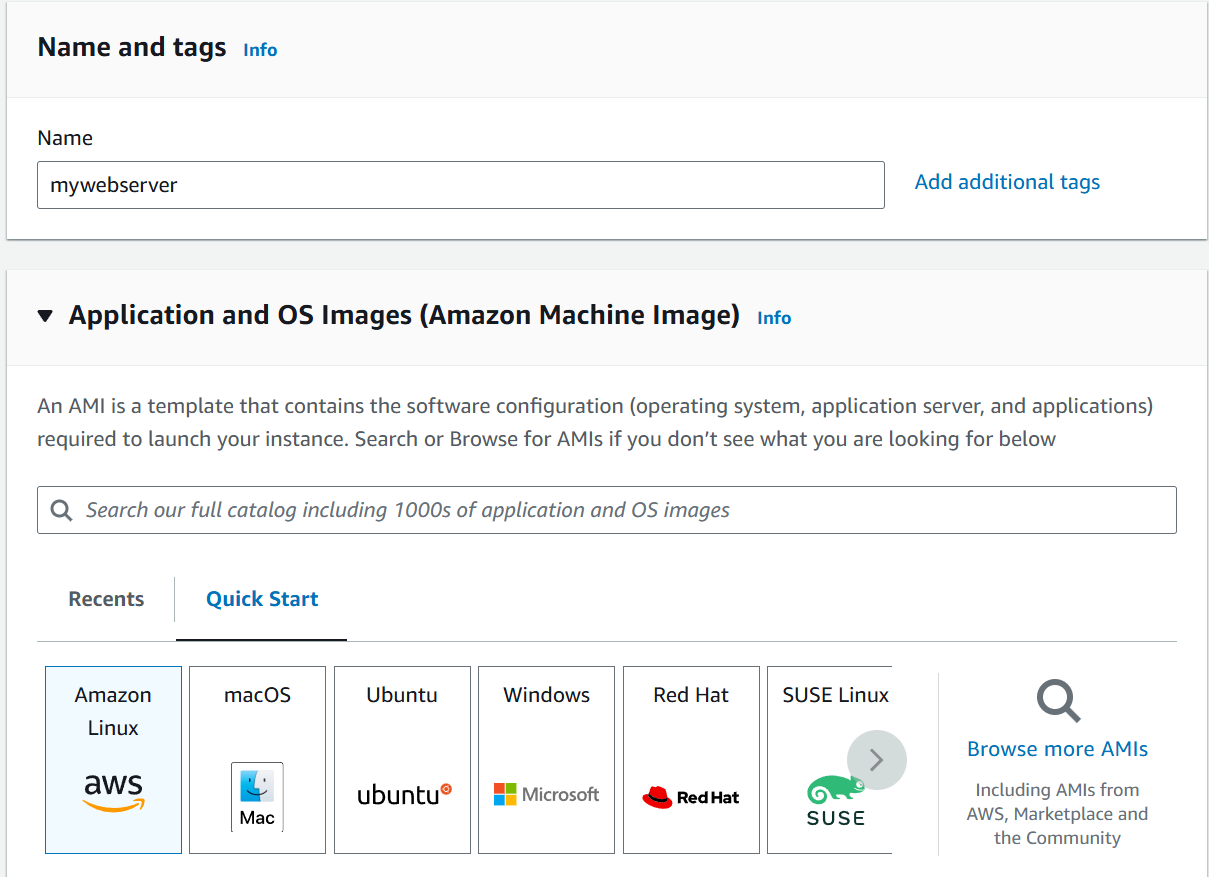 Name and tags Info
Name
mywebserver
Add additional tags
Application and OS Images (Amazon Machine Image) Info
An AMI is a template that contains the software configuration (operating system, application server, and applications)
required to launch your instance. Search or Browse for AMIs if you don’t see what you are looking for below
Search our full catalog including 1000s of application and OS images
Recents
Quick Start
Amazon
Linux
aws
macOS
Mac
Ubuntu
ubuntu
Windows
Microsoft
Red Hat
Red Hat
SUSE Linux
SUSE
Browse more AMIs
Including AMIs from
AWS, Marketplace and
the Community